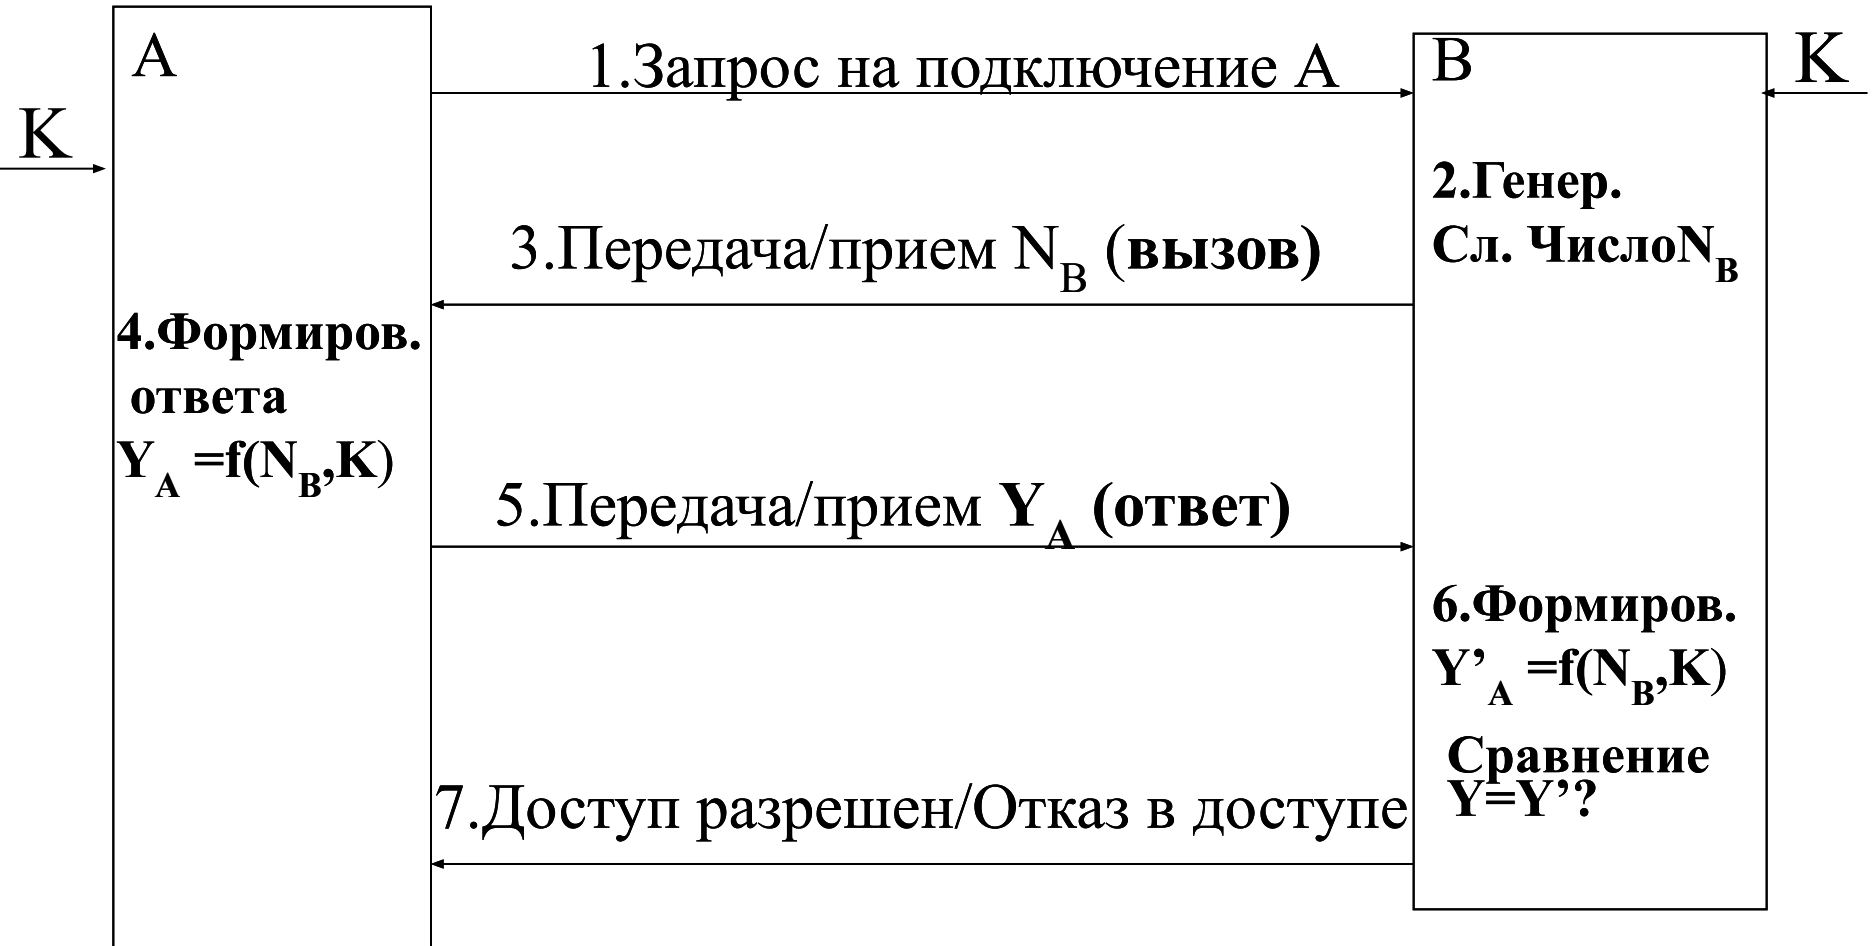 A
1.Запрос на подключение А
B
K
K
2.Генер.
Сл. ЧислоN_B
3.Передача/прием N_B (вызов)
4.Формиров.
ответа
Y_A =f(N_B,K)
5.Передача/прием Y_A (ответ)
6.Формиров.
Y’_A =f(N_B,K)
Сравнение
Y=Y’?
7.Доступ разрешен/Отказ в доступе